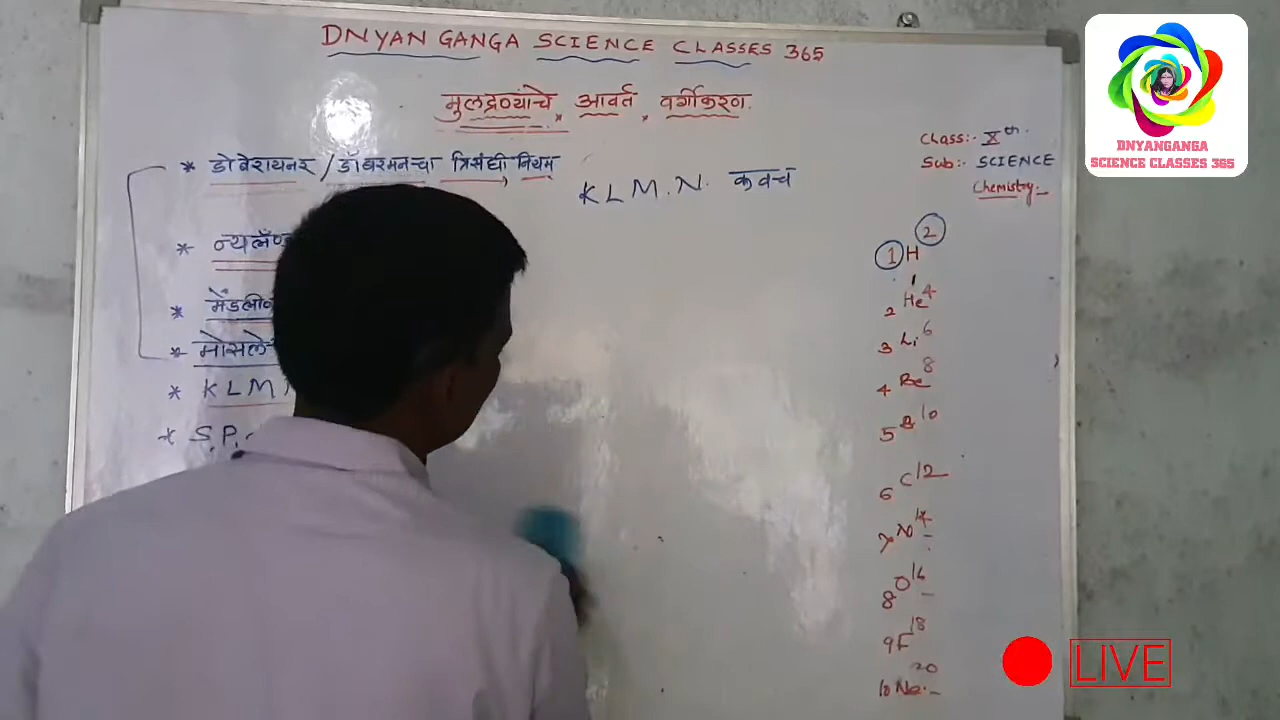 DNYAN GANGA SCIENCE CLASSES 365
मुलद्रव्यांचे आवर्त वर्गीकरण.
* डोबेरायनर / डॉबरमनच्या त्रिसंघी नियम
K L M. N. कवच
*
*
*
* KLM
* S.P.
Class:- Xth
Sub:- SCIENCE
Chemistry:-
1 H 2
2 He 4
3 Li 6
4 Be 8
5 B 10
6 C 12
7 N 14
8 O 16
9 F 18
10 Ne 20
DNYANGANGA
SCIENCE CLASSES 365
LIVE